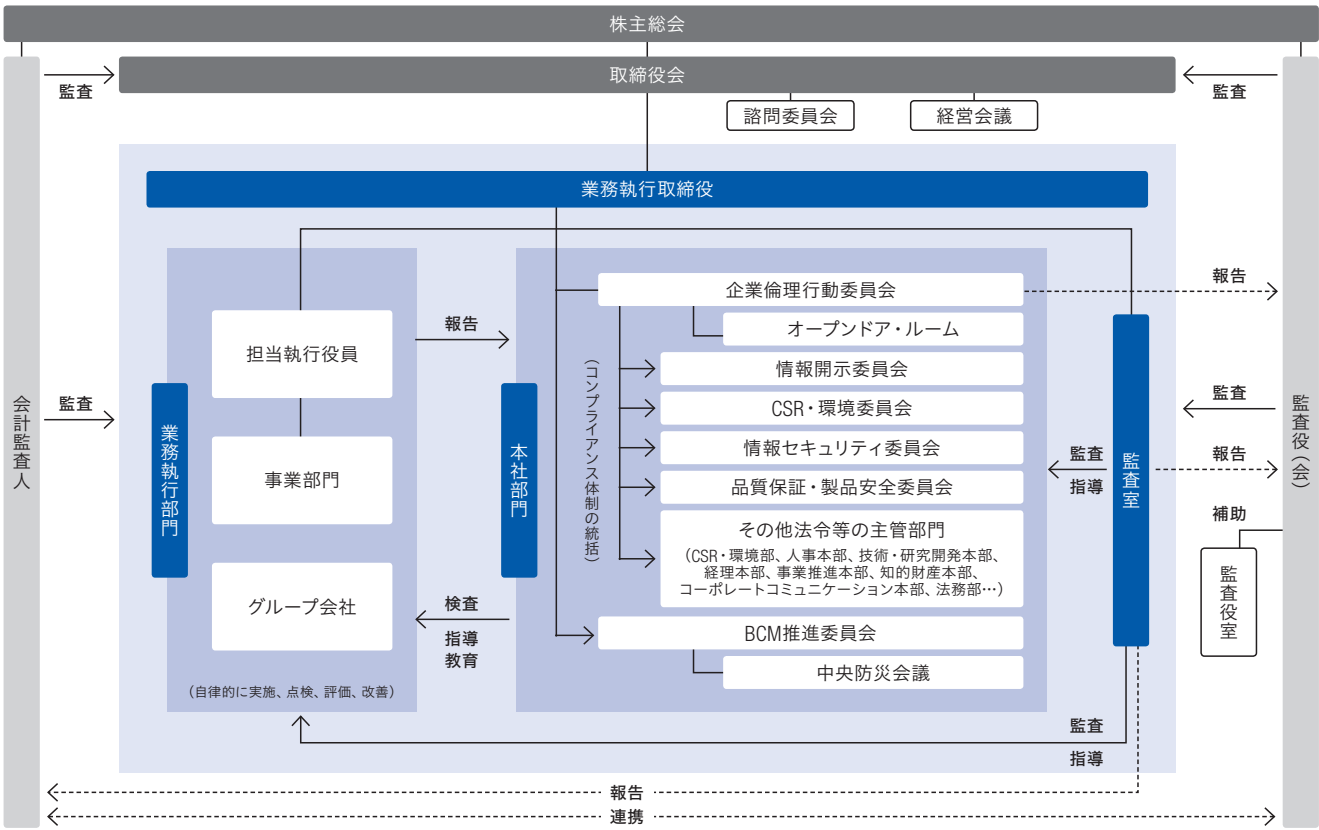 株主総会
取締役会
監査
監査
諮問委員会
経営会議
業務執行取締役
企業倫理行動委員会
報告
オープンドア・ルーム
報告
担当執行役員
情報開示委員会
(コンプライアンス体制の統括)
会計監査人
監査
業務執行部門
本社部門
CSR・環境委員会
監査
監査役(会)
情報セキュリティ委員会
事業部門
監査
指導
監査室
報告
品質保証・製品安全委員会
補助
その他法令等の主管部門
(CSR・環境部、人事本部、技術・研究開発本部、
経理本部、事業推進本部、知的財産本部、
コーポレートコミュニケーション本部、法務部…)
監査役室
グループ会社
検査
指導
教育
BCM推進委員会
中央防災会議
(自律的に実施、点検、評価、改善)
監査
指導
報告
連携